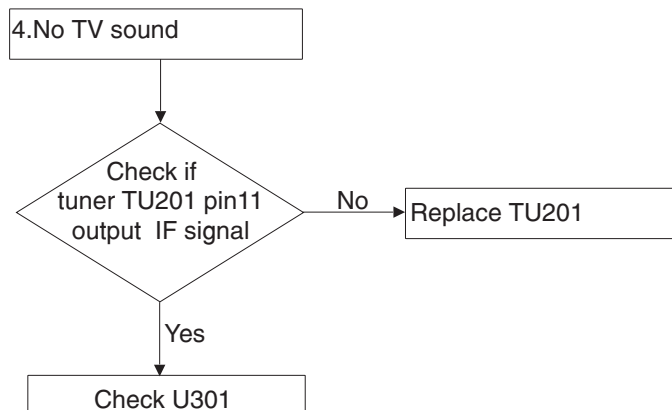 4.No TV sound
Check if
tuner TU201 pin11
output IF signal
No
Replace TU201
Yes
Check U301